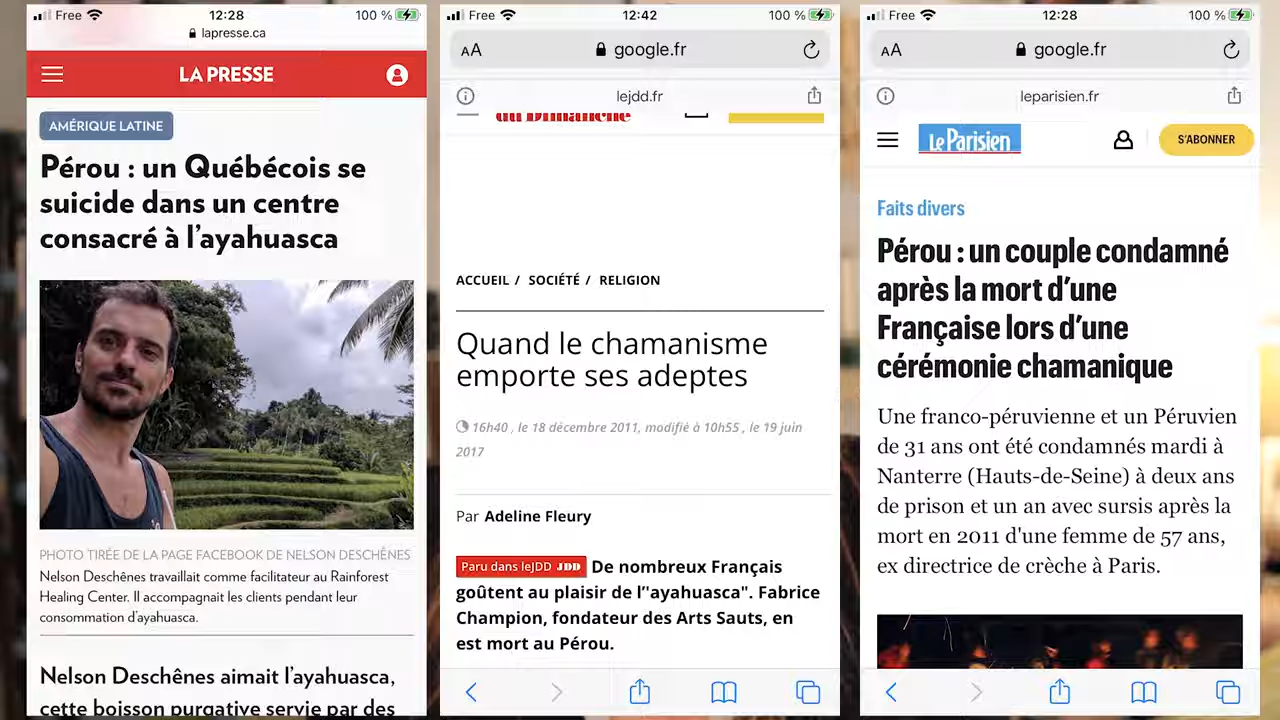 Free 12:28 100 %
lapresse.ca
LA PRESSE
AMÉRIQUE LATINE
Pérou : un Québécois se
suicide dans un centre
consacré à l'ayahuasca
PHOTO TIRÉE DE LA PAGE FACEBOOK DE NELSON DESCHÊNES
Nelson Deschênes travaillait comme facilitateur au Rainforest
Healing Center. Il accompagnait les clients pendant leur
consommation d'ayahuasca.
Nelson Deschênes aimait l'ayahuasca,
cette boisson purgative servie par des
Free 12:42 100 %
AA google.fr
lejdd.fr
du Dimanche
ACCUEIL / SOCIÉTÉ / RELIGION
Quand le chamanisme
emporte ses adeptes
16h40 , le 18 décembre 2011, modifié à 10h55 , le 19 juin
2017
Par Adeline Fleury
Paru dans leJDD JDD De nombreux Français
goûtent au plaisir de l'"ayahuasca". Fabrice
Champion, fondateur des Arts Sauts, en
est mort au Pérou.
Free 12:28 100 %
AA google.fr
leparisien.fr
Le Parisien S'ABONNER
Faits divers
Pérou : un couple condamné
après la mort d'une
Française lors d'une
cérémonie chamanique
Une franco-péruvienne et un Péruvien
de 31 ans ont été condamnés mardi à
Nanterre (Hauts-de-Seine) à deux ans
de prison et un an avec sursis après la
mort en 2011 d'une femme de 57 ans,
ex directrice de crèche à Paris.